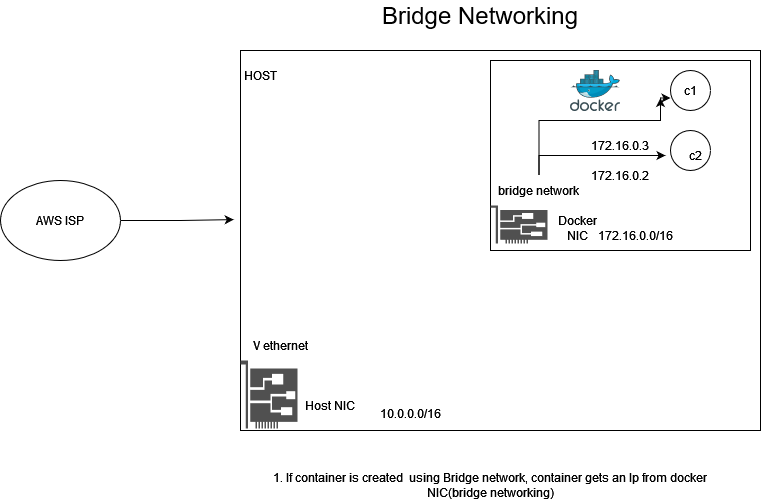 Bridge Networking
HOST
docker
c1
172.16.0.3
c2
172.16.0.2
bridge network
AWS ISP
Docker
NIC 172.16.0.0/16
V ethernet
Host NIC 10.0.0.0/16
1. If container is created using Bridge network, container gets an Ip from docker
NIC(bridge networking)